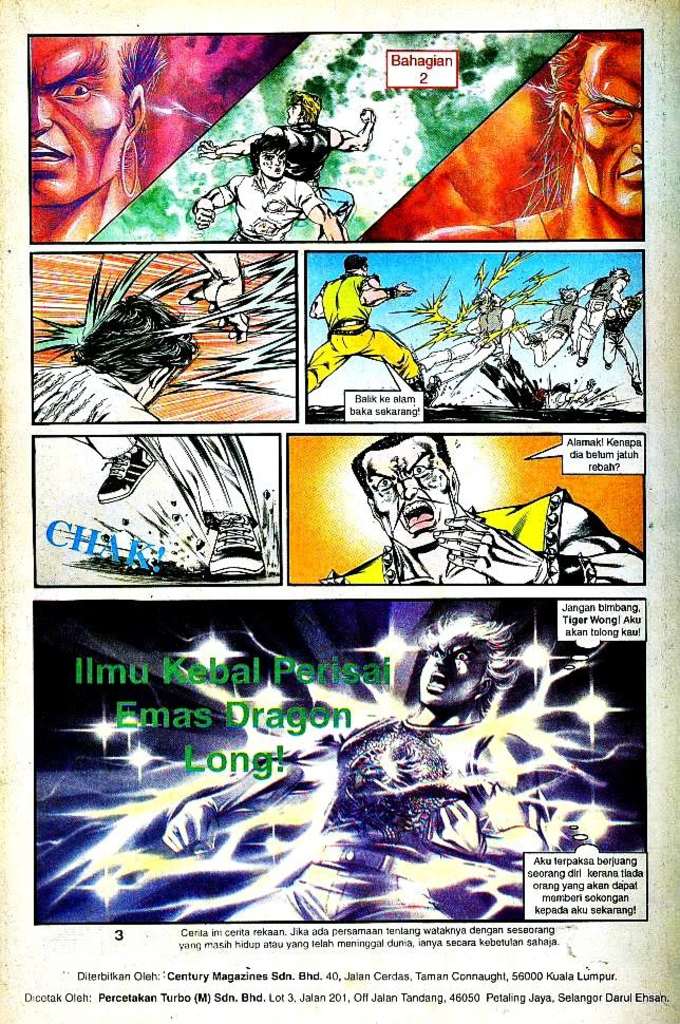 Bahagian
2
Balik ke alam
baka sekarang!
Alamak! Kenapa
dia belum jatuh
rebah?
CHAK!
Jangan bimbang,
Tiger Wong! Aku
akan tolong kau!
Ilmu Kebal Perisai
Emas Dragon
Long!
Aku terpaksa berjuang
seorang diri kerana tiada
orang yang akan dapat
memberi sokongan
kepada aku sekarang!
3
Cerita ini cerita rekaan. Jika ada persamaan tentang wataknya dengan seseorang
yang masih hidup atau yang telah meninggal dunia, ianya secara kebetulan sahaja.
Diterbitkan Oleh: Century Magazines Sdn. Bhd. 40, Jalan Cerdas, Taman Connaught, 56000 Kuala Lumpur.
Dicetak Oleh: Percetakan Turbo (M) Sdn. Bhd. Lot 3, Jalan 201, Off Jalan Tandang, 46050 Petaling Jaya, Selangor Darul Ehsan.